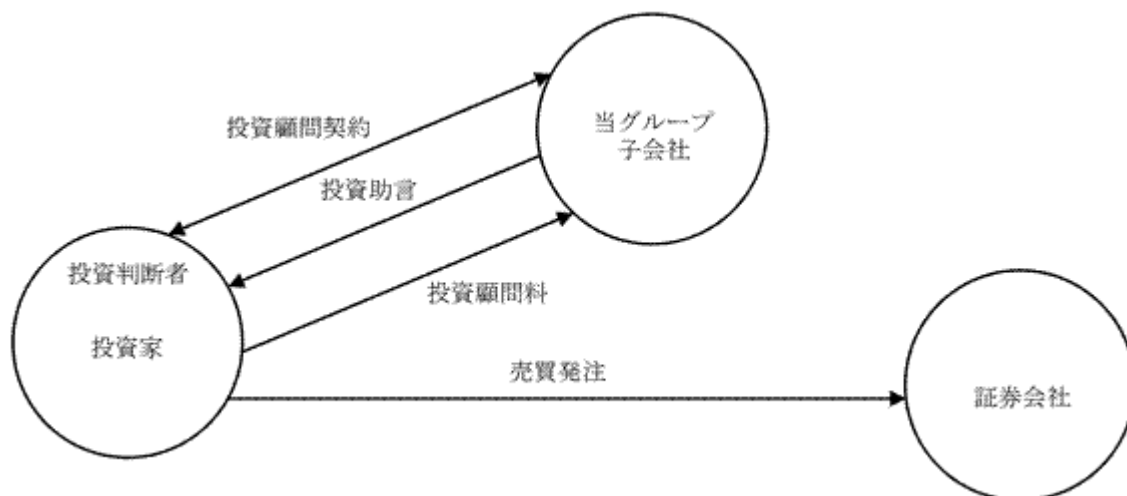 当グループ
子会社
投資顧問契約
投資助言
投資判断者
投資顧問料
投資家
売買発注
証券会社